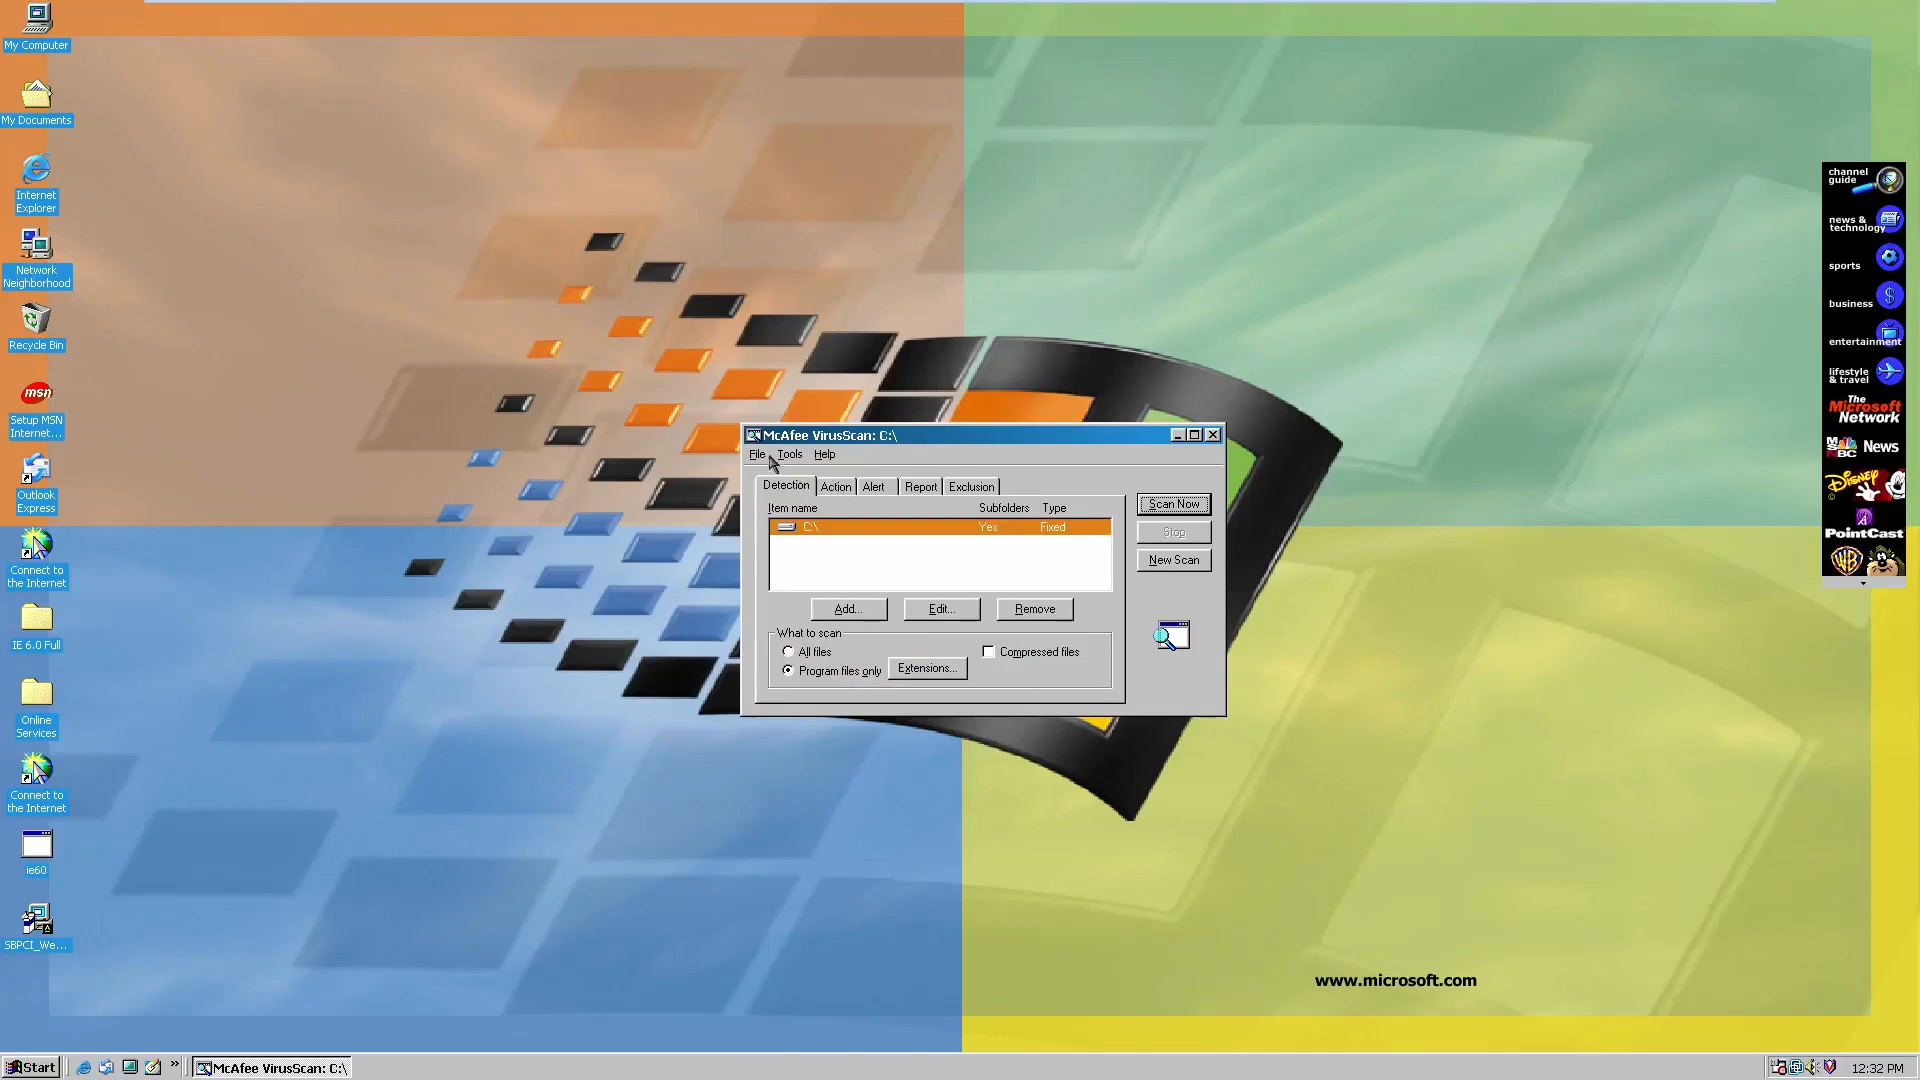 My Computer
My Documents
Internet
Explorer
Network
Neighborhood
Recycle Bin
msn
Setup MSN
Internet...
Outlook
Express
Connect to
the Internet
IE 6.0 Full
Online
Services
Connect to
the Internet
ie60
SBPCI_We...
McAfee VirusScan: C:\
File Tools Help
Detection Action Alert Report Exclusion
Item name Subfolders Type
C:\ Yes Fixed
Add... Edit... Remove
What to scan
All files
Program files only
Extensions...
Compressed files
Scan Now
Stop
New Scan
channel
guide
news &
technology
sports
business
entertainment
lifestyle
& travel
The
Microsoft
Network
MSNBC News
Disney
PointCast
WB
www.microsoft.com
Start
McAfee VirusScan: C:\
12:32 PM